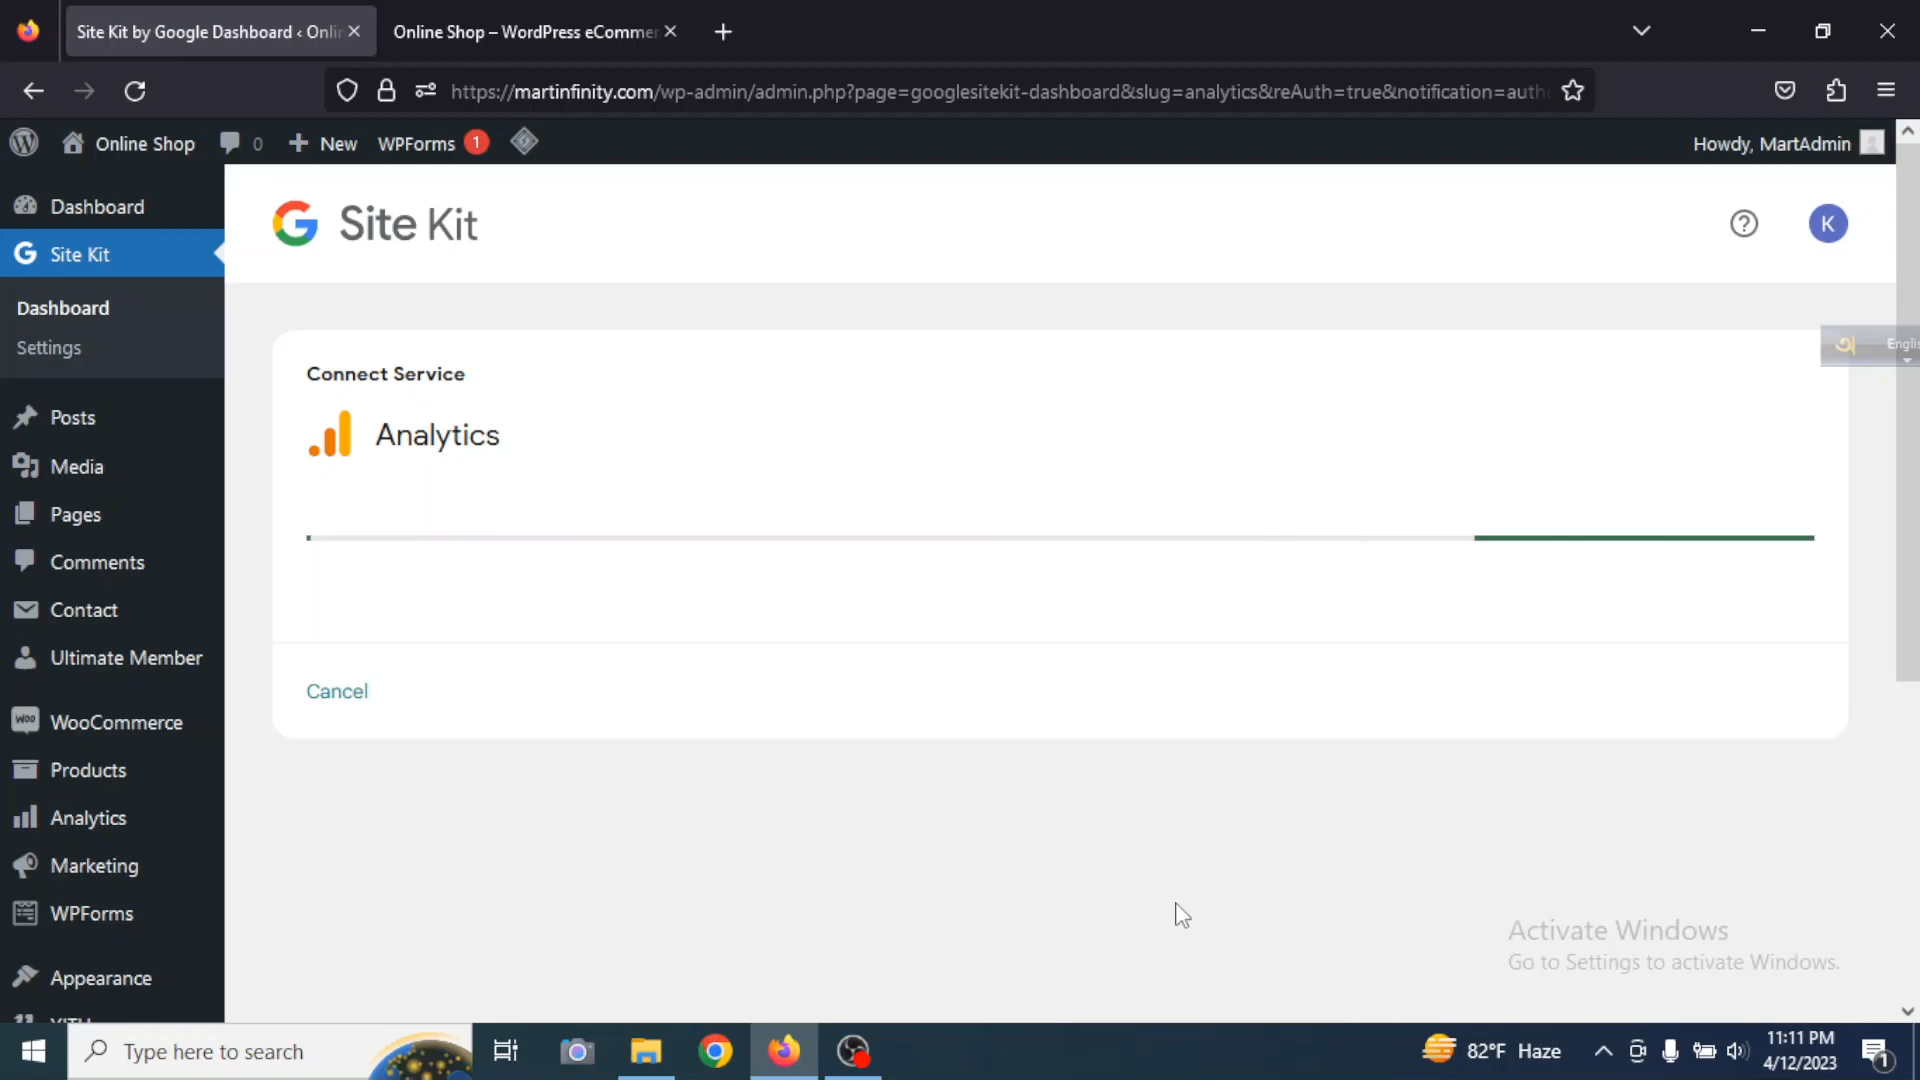 Site Kit by Google Dashboard ‹ Onli
Online Shop – WordPress eComme
https://martinfinity.com/wp-admin/admin.php?page=googlesitekit-dashboard&slug=analytics&reAuth=true&notification=auth
Online Shop
0
New
WPForms
1
Howdy, MartAdmin
Dashboard
Site Kit
Dashboard
Settings
Posts
Media
Pages
Comments
Contact
Ultimate Member
WooCommerce
Products
Analytics
Marketing
WPForms
Appearance
Site Kit
K
Englis
Connect Service
Analytics
Cancel
Activate Windows
Go to Settings to activate Windows.
Type here to search
82°F Haze
11:11 PM
4/12/2023
1